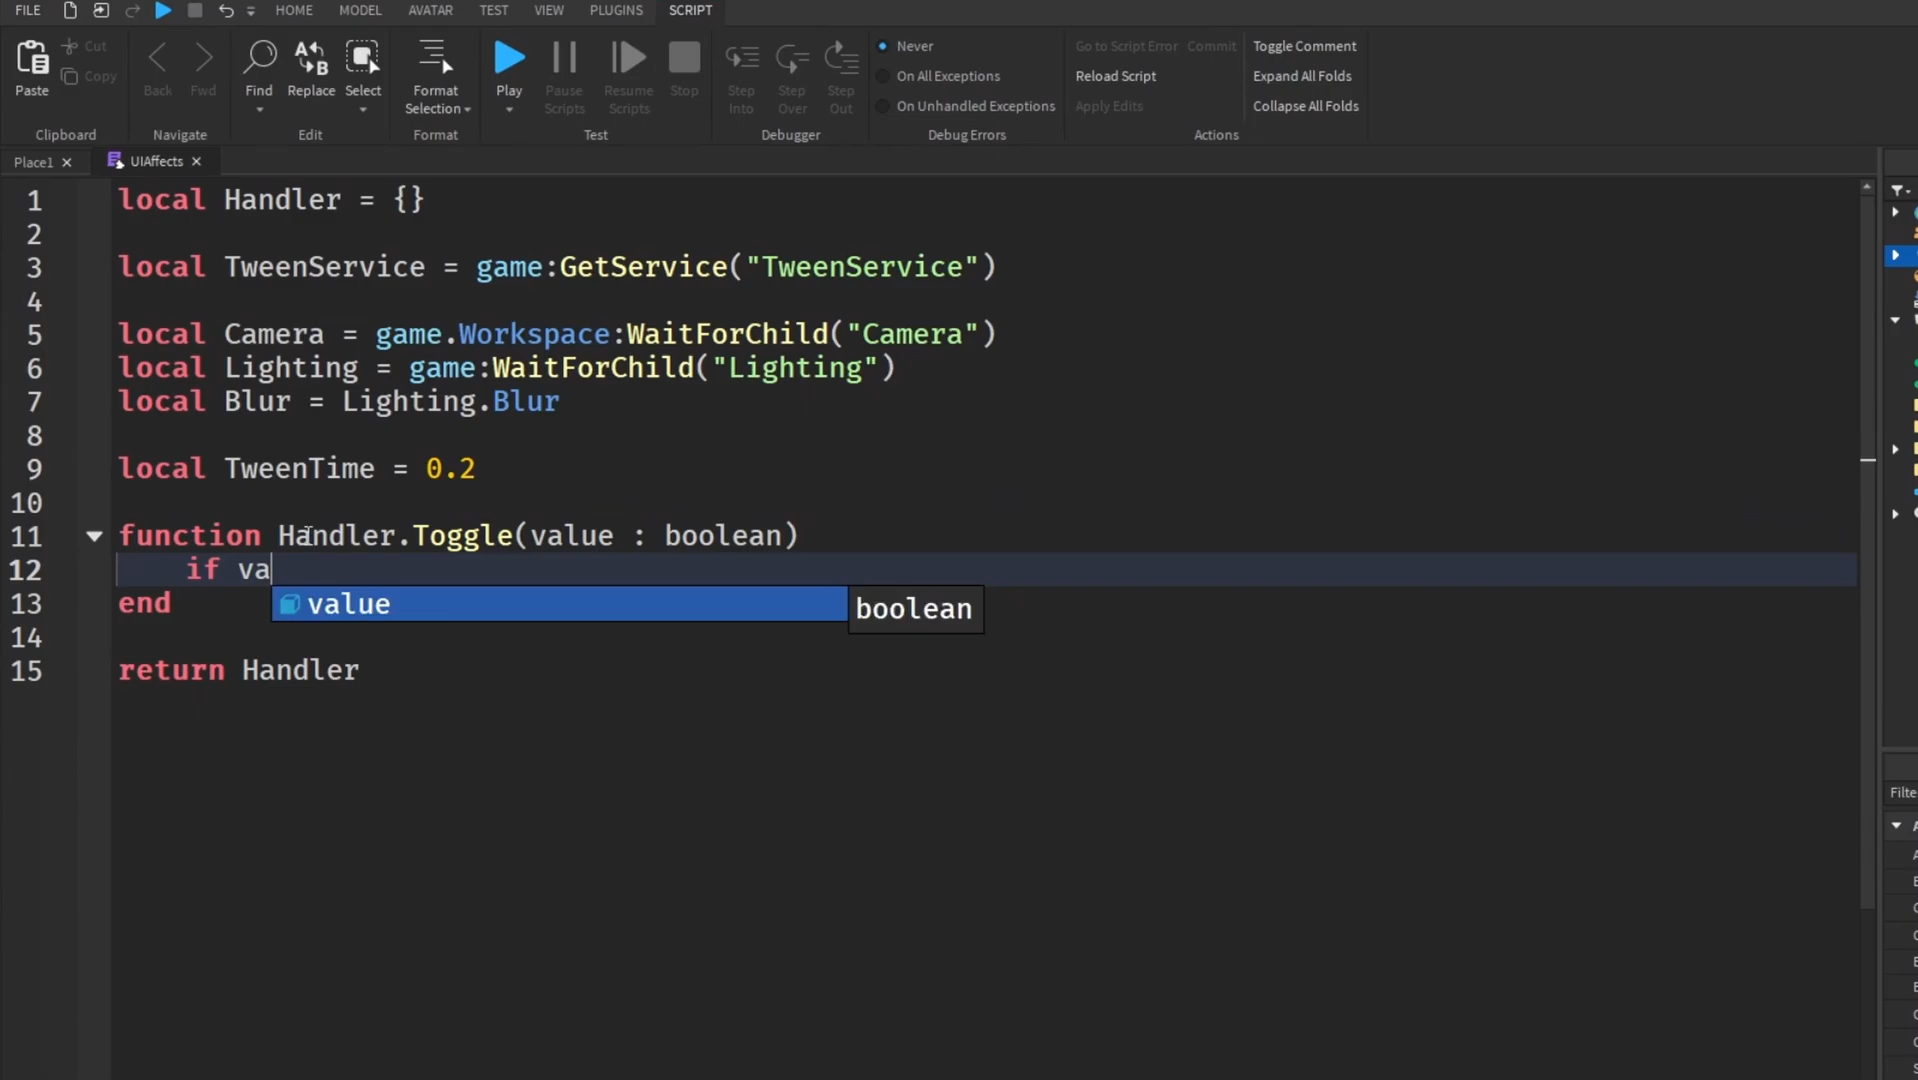 FILE HOME MODEL AVATAR TEST VIEW PLUGINS SCRIPT
Paste Cut Copy Back Fwd Find Replace Select Format Selection Play Pause Scripts Resume Scripts Stop Step Into Step Over Step Out
Never
On All Exceptions
On Unhandled Exceptions
Go to Script Error Commit
Reload Script
Apply Edits
Toggle Comment
Expand All Folds
Collapse All Folds
Clipboard Navigate Edit Format Test Debugger Debug Errors Actions
Place1 UIAffects
1 local Handler = {}
2
3 local TweenService = game:GetService("TweenService")
4
5 local Camera = game.Workspace:WaitForChild("Camera")
6 local Lighting = game:WaitForChild("Lighting")
7 local Blur = Lighting.Blur
8
9 local TweenTime = 0.2
10
11 function Handler.Toggle(value : boolean)
12 if va
value boolean
13 end
14
15 return Handler